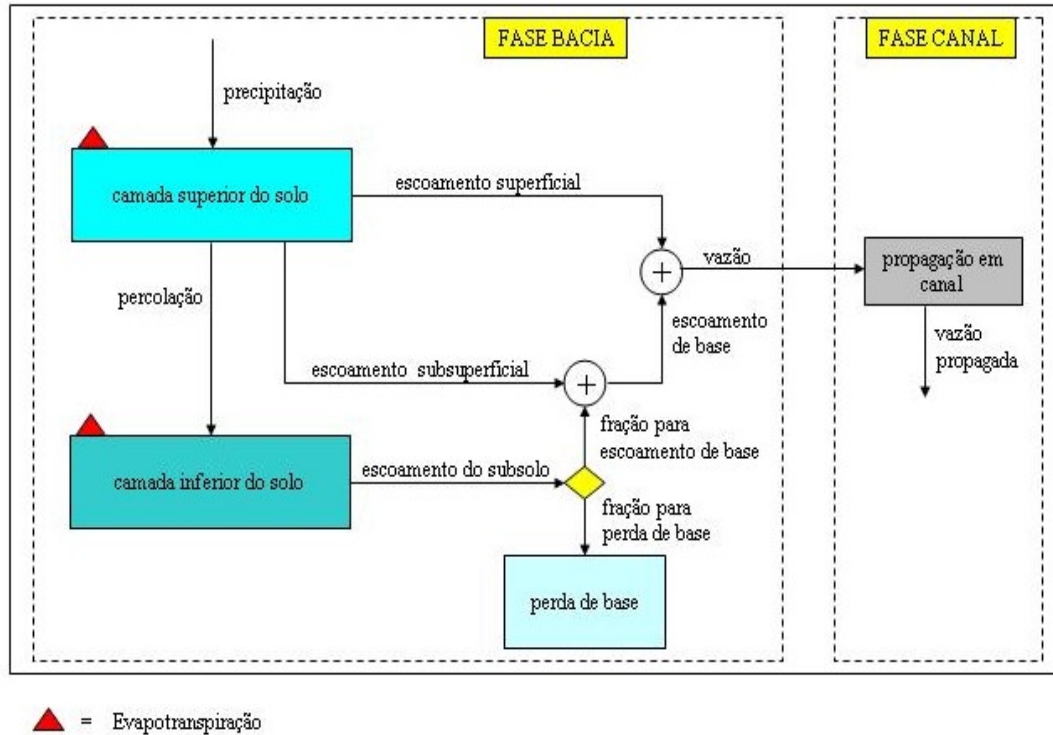 FASE BACIA
FASE CANAL
precipitação
camada superior do solo
escoamento superficial
vazão
propagação em
canal
percolação
escoamento
de base
vazão
propagada
escoamento subsuperficial
fração para
escoamento de base
camada inferior do solo
escoamento do subsolo
fração para
perda de base
perda de base
= Evapotranspiração